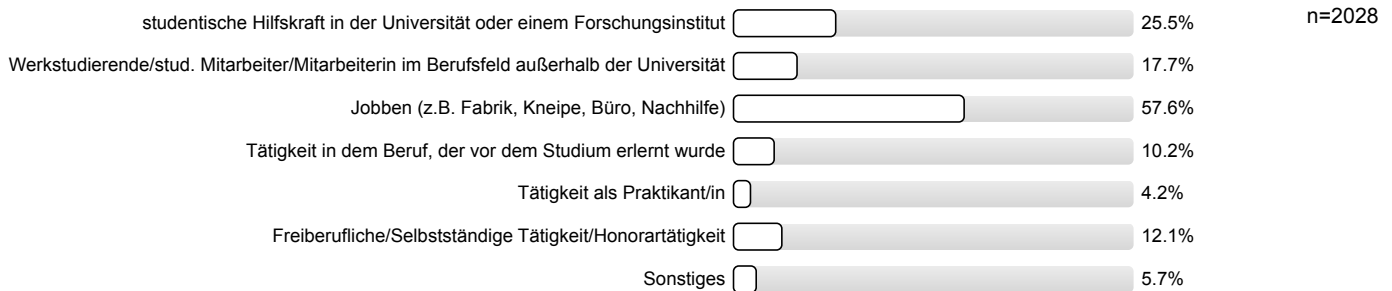 studentische Hilfskraft in der Universität oder einem Forschungsinstitut 25.5% n=2028
Werkstudierende/stud. Mitarbeiter/Mitarbeiterin im Berufsfeld außerhalb der Universität 17.7%
Jobben (z.B. Fabrik, Kneipe, Büro, Nachhilfe) 57.6%
Tätigkeit in dem Beruf, der vor dem Studium erlernt wurde 10.2%
Tätigkeit als Praktikant/in 4.2%
Freiberufliche/Selbstständige Tätigkeit/Honorartätigkeit 12.1%
Sonstiges 5.7%